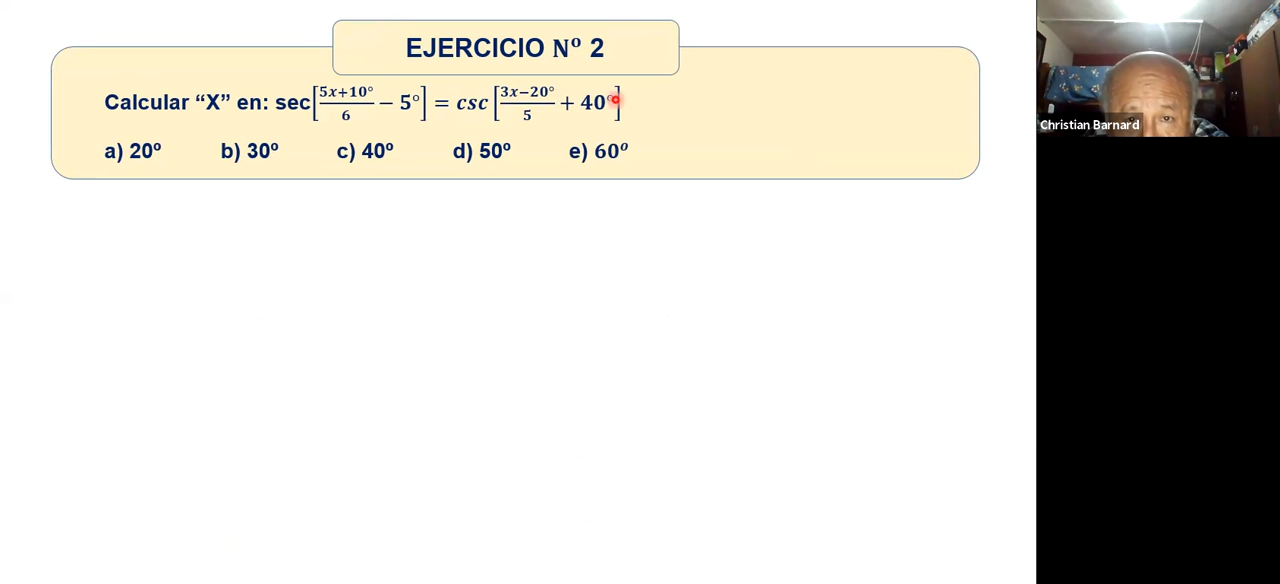 EJERCICIO Nº 2
Calcular “X” en: sec[(5x+10°)/6 − 5°] = csc [(3x−20°)/5 + 40°]
a) 20º b) 30º c) 40º d) 50º e) 60º
Christian Barnard